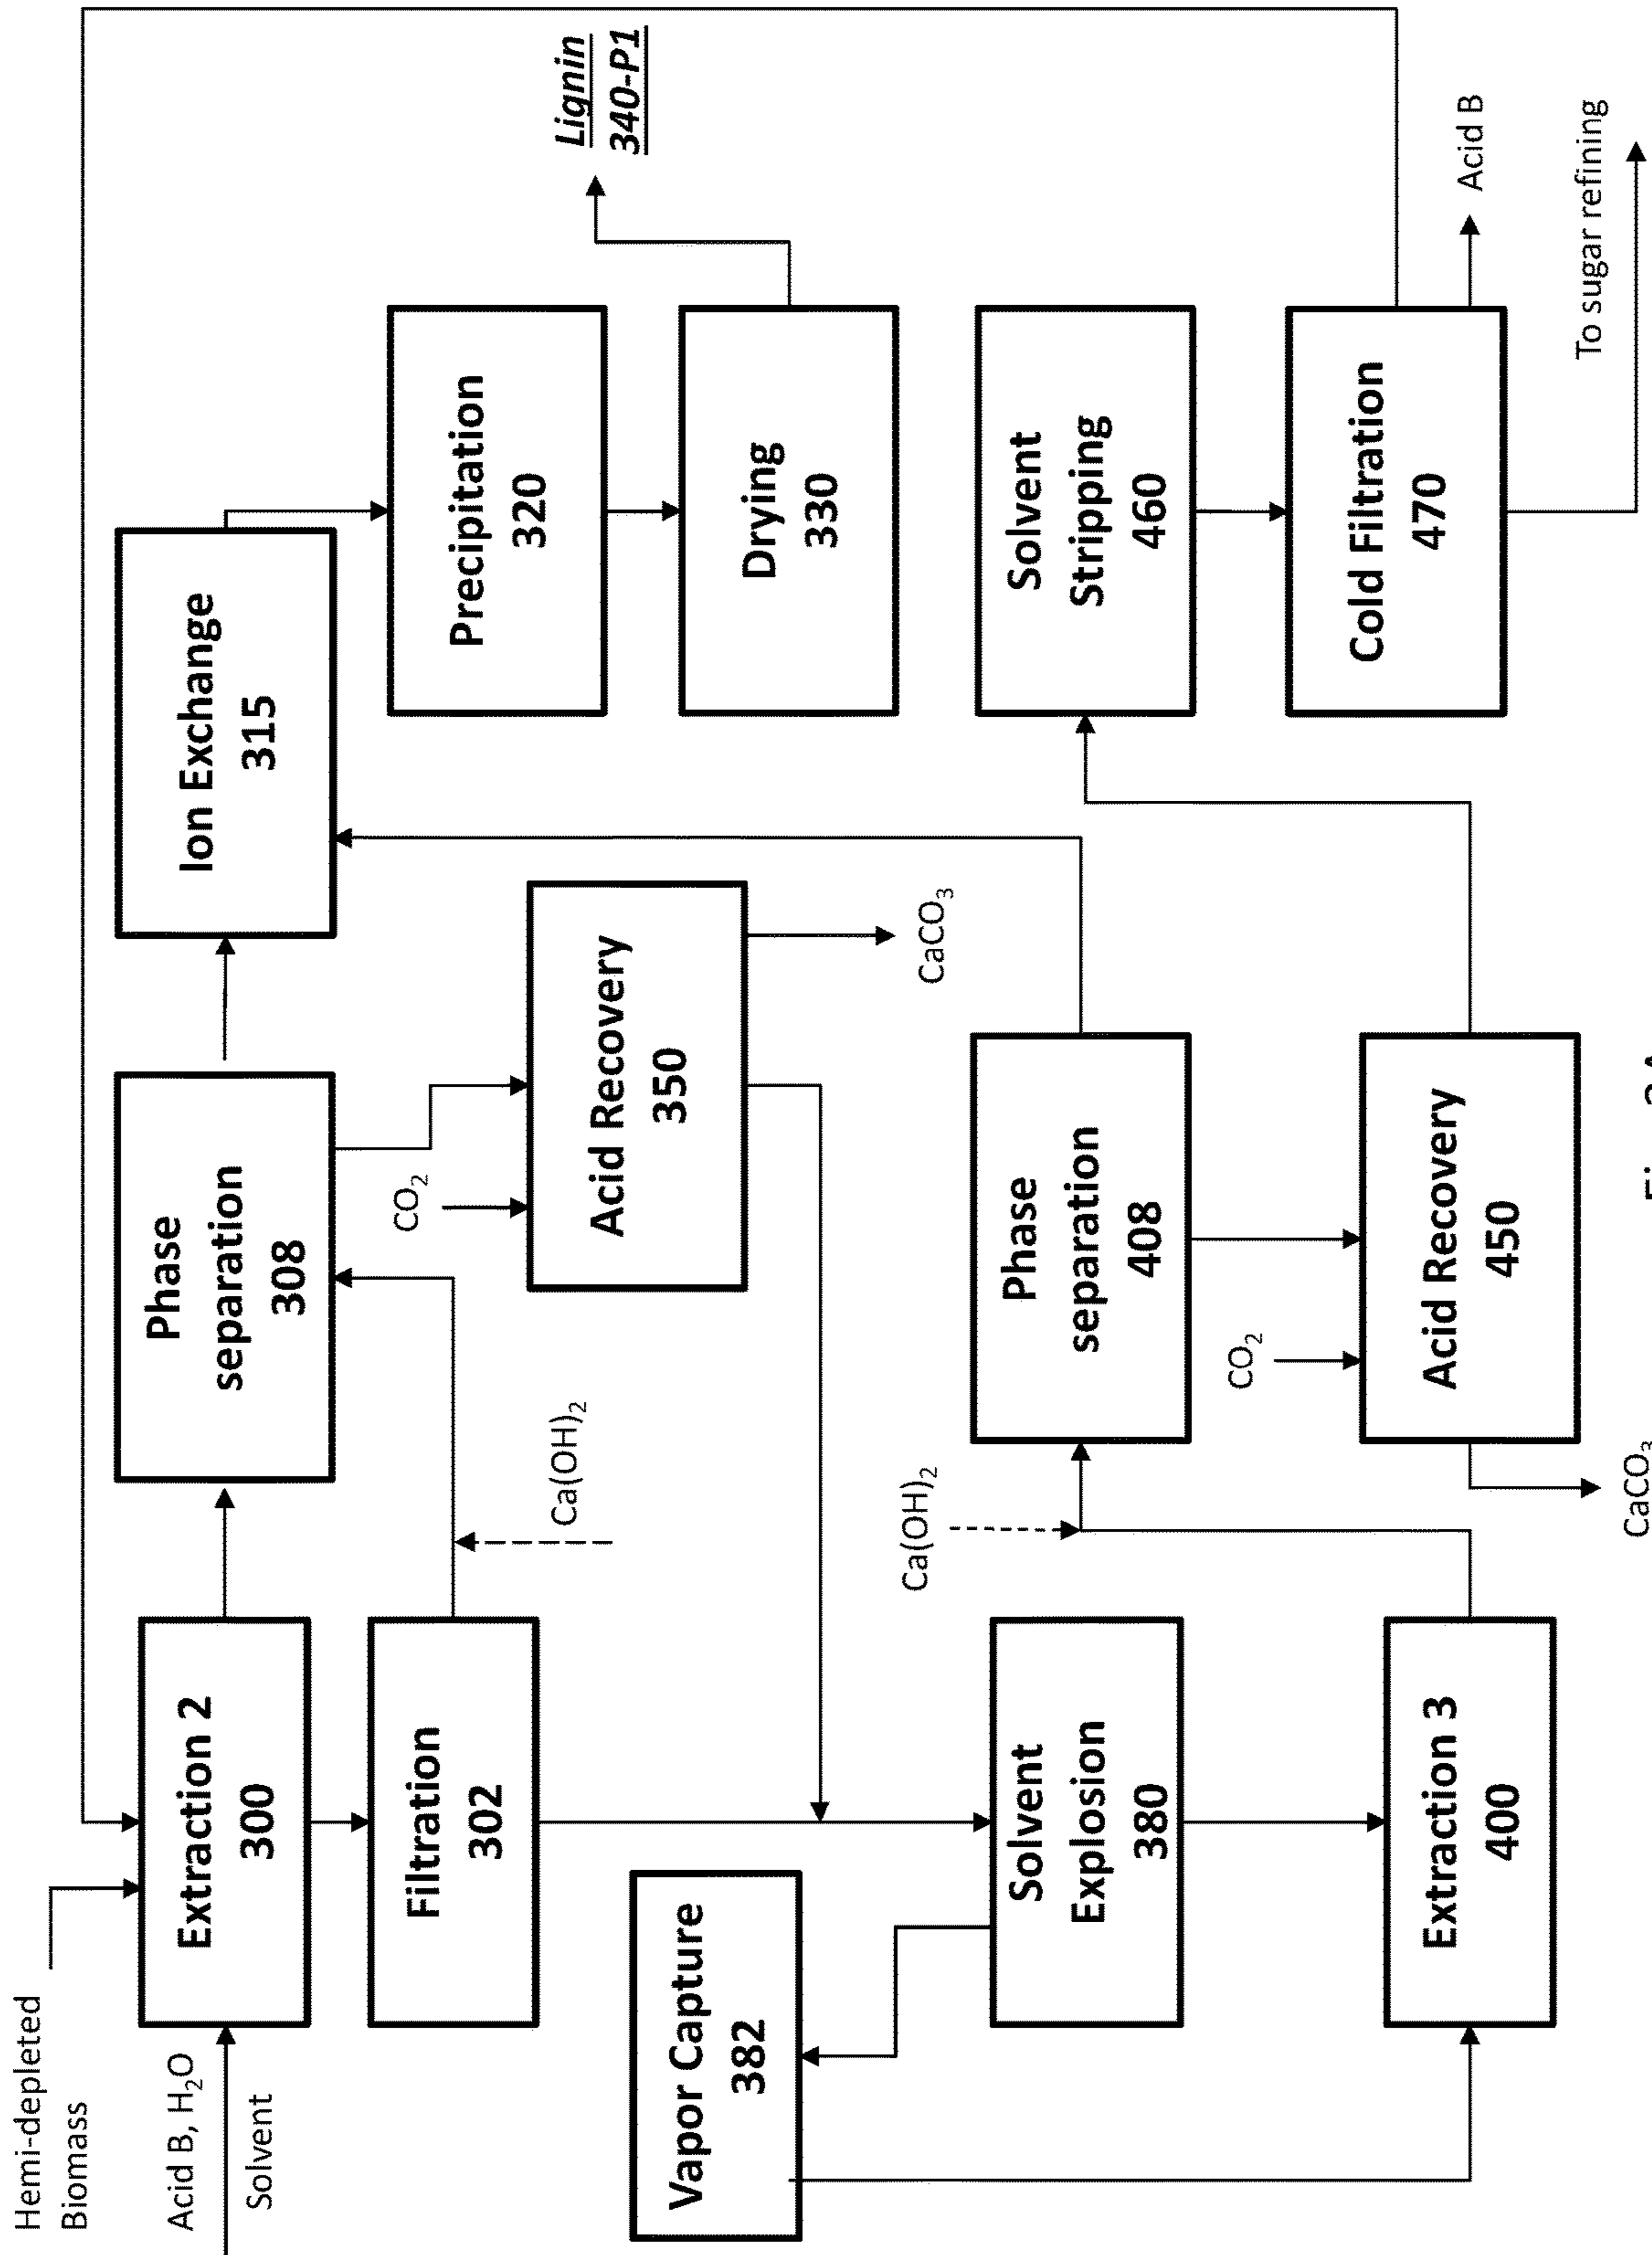 Hemi-depleted
Biomass
Acid B, H₂O
Solvent
Extraction 2
300
Filtration
302
Phase
separation
308
Ca(OH)₂
Ion Exchange
315
Precipitation
320
Drying
330
Lignin
340-P1
CO₂
Acid Recovery
350
CaCO₃
Vapor Capture
382
Solvent
Explosion
380
Extraction 3
400
Ca(OH)₂
Phase
separation
408
CO₂
Acid Recovery
450
CaCO₃
Solvent
Stripping
460
Cold Filtration
470
Acid B
To sugar refining